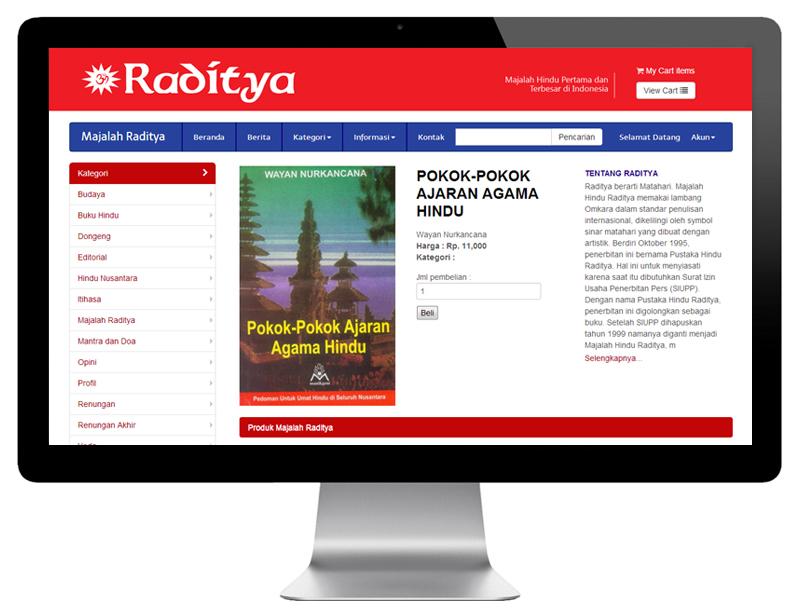 Raditya
Majalah Hindu Pertama dan
Terbesar di Indonesia
My Cart items
View Cart
Majalah Raditya
Beranda
Berita
Kategori
Informasi
Kontak
Pencarian
Selamat Datang
Akun
Kategori
Budaya
Buku Hindu
Dongeng
Editorial
Hindu Nusantara
Itihasa
Majalah Raditya
Mantra dan Doa
Opini
Profil
Renungan
Renungan Akhir
WAYAN NURKANCANA
Pokok-Pokok Ajaran
Agama Hindu
Pedoman Untuk Umat Hindu di Seluruh Nusantara
POKOK-POKOK
AJARAN AGAMA
HINDU
Wayan Nurkancana
Harga : Rp. 11,000
Kategori :
Jml pembelian :
1
Beli
TENTANG RADITYA
Raditya berarti Matahari. Majalah
Hindu Raditya memakai lambang
Omkara dalam standar penulisan
internasional, dikelilingi oleh symbol
sinar matahari yang dibuat dengan
artistik. Berdiri Oktober 1995,
penerbitan ini bernama Pustaka Hindu
Raditya. Hal ini untuk menyiasati
karena saat itu dibutuhkan Surat Izin
Usaha Penerbitan Pers (SIUPP).
Dengan nama Pustaka Hindu Raditya,
penerbitan ini digolongkan sebagai
buku. Setelah SIUPP dihapuskan
tahun 1999 namanya diganti menjadi
Majalah Hindu Raditya, m
Selengkapnya...
Produk Majalah Raditya